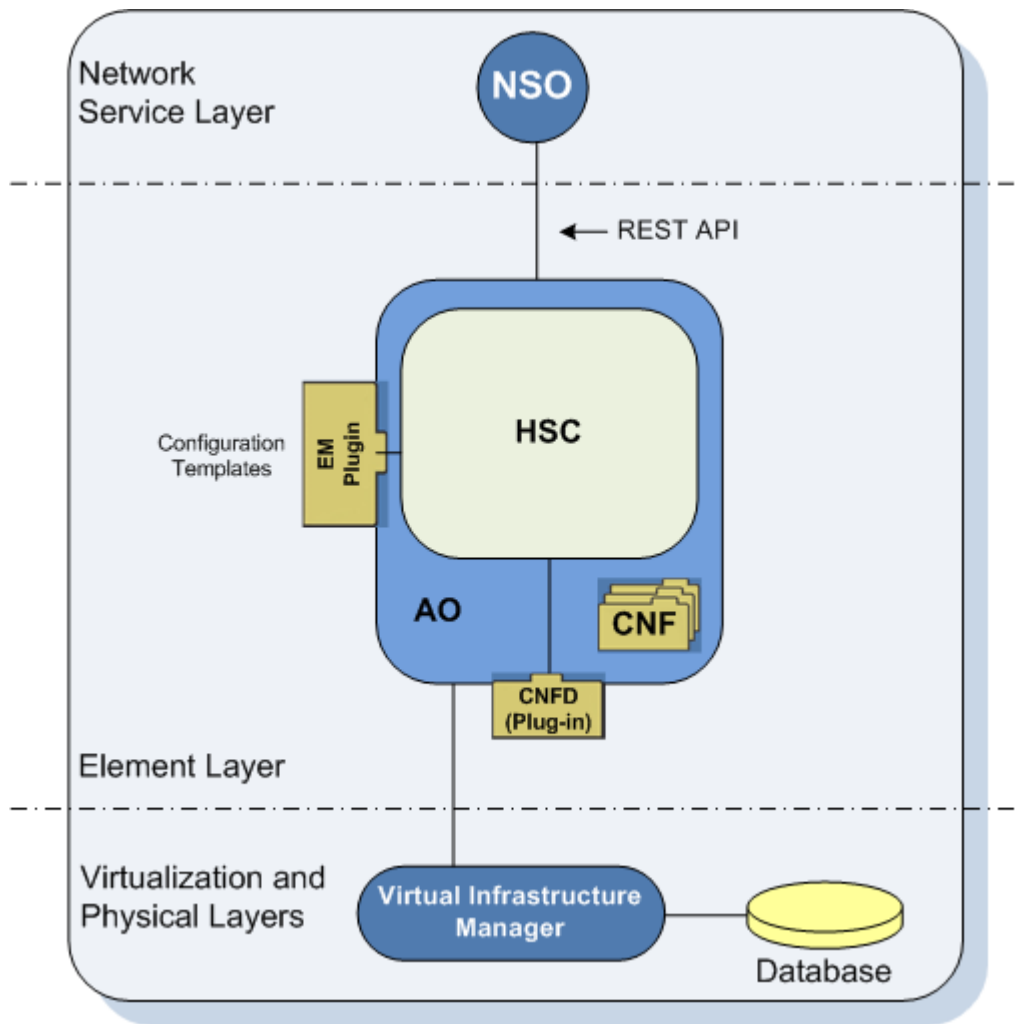 Network
Service Layer
NSO
REST API
HSC
EM
Plugin
Configuration
Templates
AO
CNF
CNFD
(Plug-in)
Element Layer
Virtualization and
Physical Layers
Virtual Infrastructure
Manager
Database